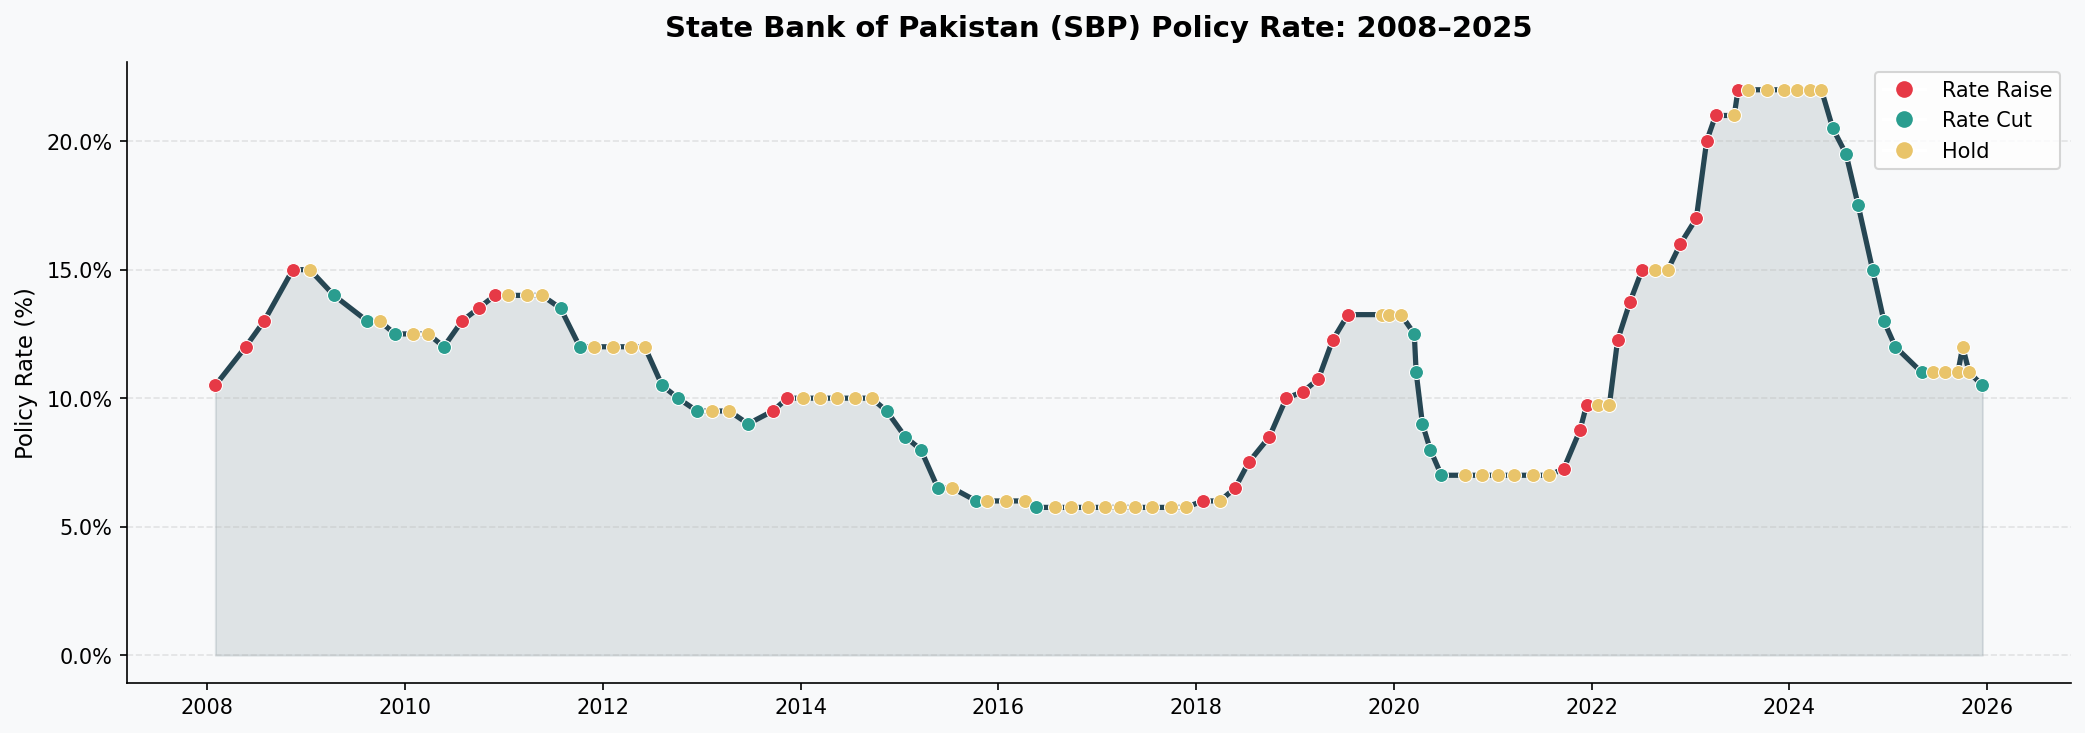 State Bank of Pakistan (SBP) Policy Rate: 2008–2025
Rate Raise
Rate Cut
Hold
Policy Rate (%)
20.0%
15.0%
10.0%
5.0%
0.0%
2008 2010 2012 2014 2016 2018 2020 2022 2024 2026